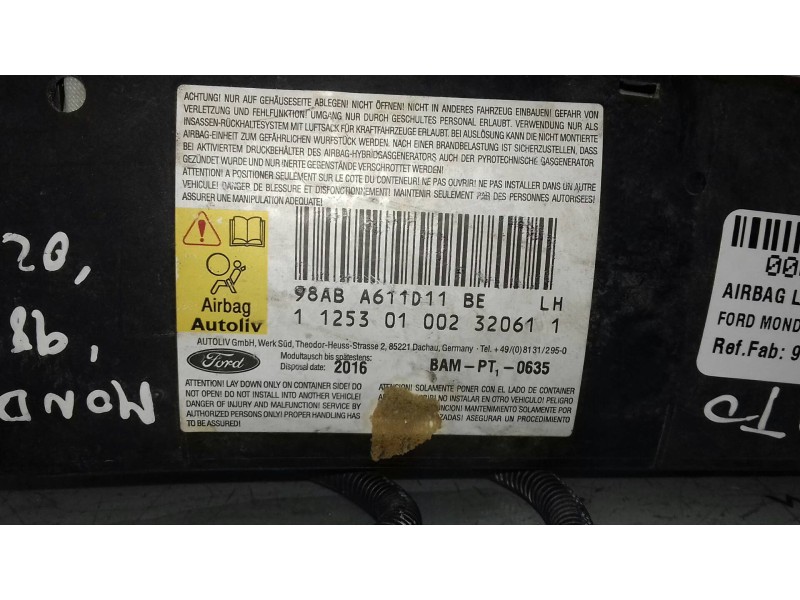 ACHTUNG! NUR AUF GEHÄUSESEITE ABLEGEN! NICHT ÖFFNEN! NICHT IN ANDERES FAHRZEUG EINBAUEN! GEFAHR VON
VERLETZUNG UND FEHLFUNKTION! UMGANG NUR DURCH GESCHULTES PERSONAL ERLAUBT. VERWENDUNG NUR ALS
INSASSEN-RÜCKHALTESYSTEM MIT LUFTSACK FÜR KRAFTFAHRZEUGE ERLAUBT. BEI AUSLÖSUNG KANN DIE NICHT MONTIERTE
AIRBAG-EINHEIT ZUM GEFÄHRLICHEN WURFSTÜCK WERDEN. NACH EINER BRANDBELASTUNG IST SICHERZUSTELLEN, DASS
BEI AKTIVIERTEM DRUCKBEHÄLTER DES AIRBAG-HYBRIDGASGENERATORS AUCH DER PYROTECHNISCHE GASGENERATOR
GEZÜNDET WURDE UND NUR INERTE GEGENSTÄNDE VERSCHROTTET WERDEN!
ATTENTION! A POSITIONER SEULEMENT SUR LE COTE DU CONTENEUR! NE PAS OUVRIR! NE PAS INSTALLER DANS UN AUTRE
VEHICULE! DANGER DE BLESSURE ET DISFONCTIONNEMENT! MAINTENIR SEULEMENT PAR DES PERSONNES AUTORISEES!
ASSURER UNE MANIPULATION ADEQUATE!
Airbag
Autoliv
98AB A611D11 BE LH
1 1253 01 002 32061 1
AUTOLIV GmbH, Werk Süd, Theodor-Heuss-Strasse 2, 85221 Dachau, Germany - Tel. +49/(0)8131/295-0
Ford
Modultausch bis spätestens:
Disposal date: 2016
BAM-PT₁-0635
ATTENTION! LAY DOWN ONLY ON CONTAINER SIDE! DO
NOT OPEN! DO NOT INSTALL INTO ANOTHER VEHICLE!
DANGER OF INJURY AND MALFUNCTION! SERVICE BY
AUTHORIZED PERSONS ONLY! PROPER HANDLING HAS
TO BE ASSURED!
ATENCION! SOLAMENTE PONER CON EL LADO DE CONTENEDOR!
NO INSTALAR EN OTRO VEHICULO! PELIGRO
MANTENIMIENTO SOLAMENTE POR
ASEGURAR UN PROCEDIMIENTO
20,
'98
MOND
TD
AIRBAG L
FORD MOND
Ref.Fab: 9